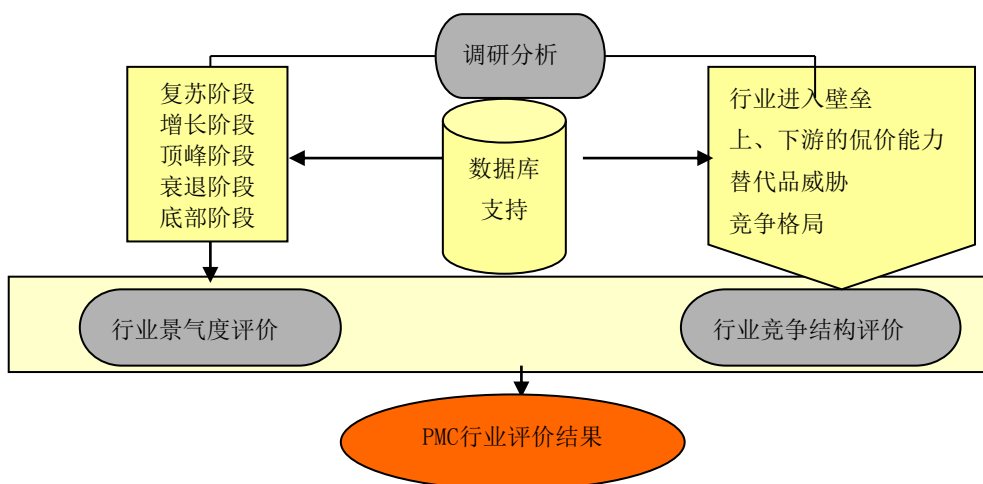 调研分析
复苏阶段
增长阶段
顶峰阶段
衰退阶段
底部阶段
数据库
支持
行业进入壁垒
上、下游的侃价能力
替代品威胁
竞争格局
行业景气度评价
行业竞争结构评价
PMC行业评价结果